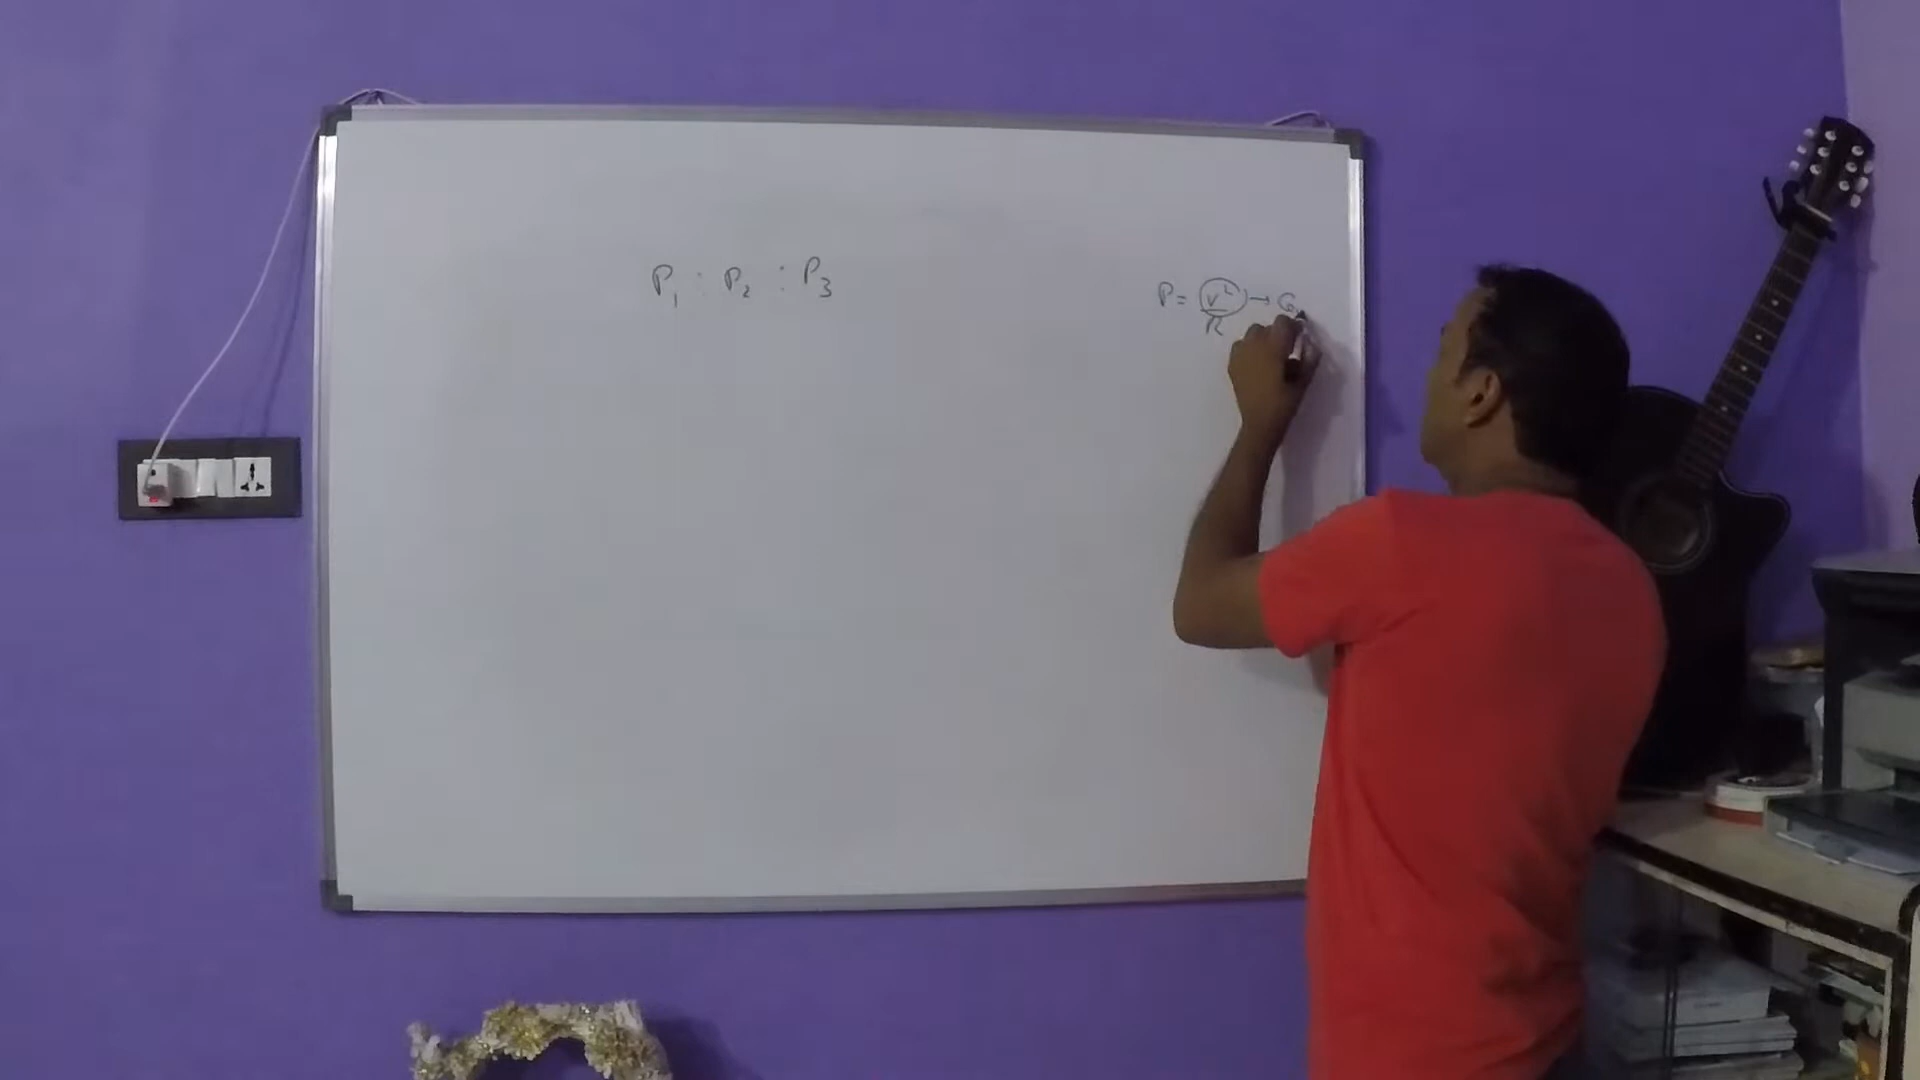 P₁ : P₂ : P₃
P = V²/R →